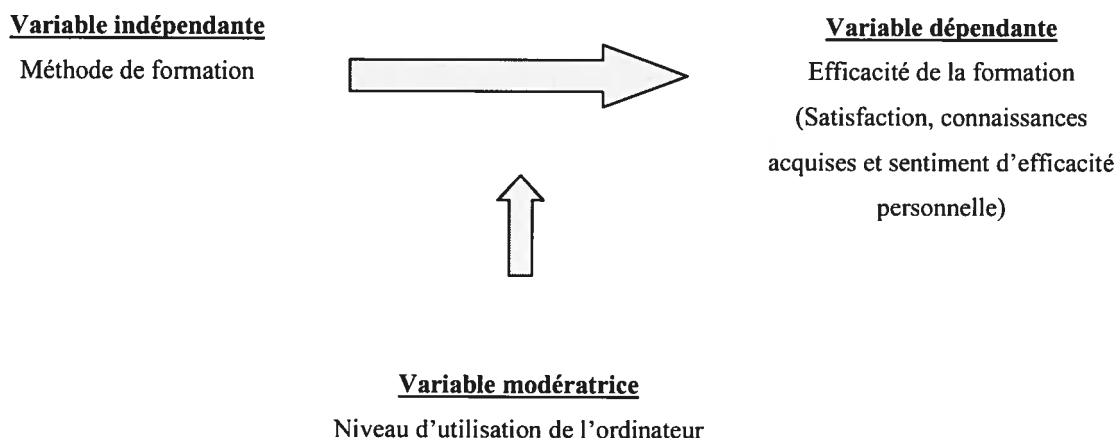 Variable indépendante
Méthode de formation
Variable dépendante
Efficacité de la formation
(Satisfaction, connaissances
acquises et sentiment d'efficacité
personnelle)
Variable modératrice
Niveau d'utilisation de l'ordinateur